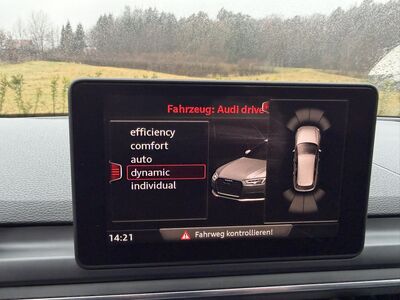 Fahrzeug: Audi drive
efficiency
comfort
auto
dynamic
individual
14:21
Fahrweg kontrollieren!